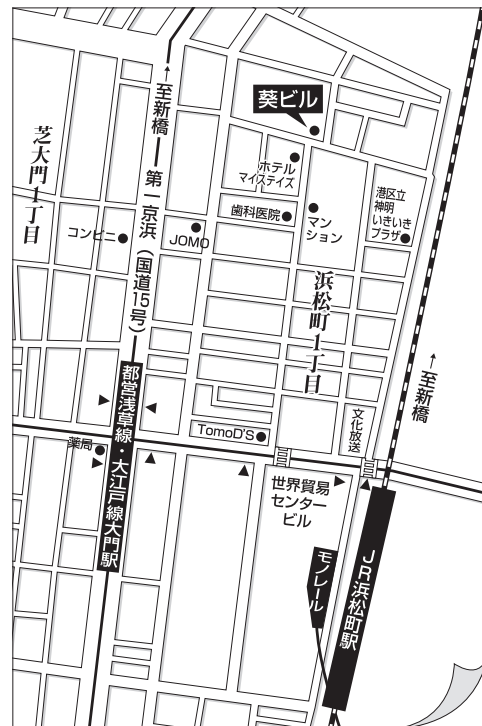 葵ビル
↑至新橋
第一京浜（国道15号）
芝大門1丁目
ホテル
マイステイズ
港区立
神明
いきいき
プラザ
歯科医院
マン
ション
コンビニ
JOMO
浜松町1丁目
↑至新橋
都営浅草線・大江戸線大門駅
文化放送
TomoD'S
薬局
世界貿易
センター
ビル
モノレール
JR浜松町駅